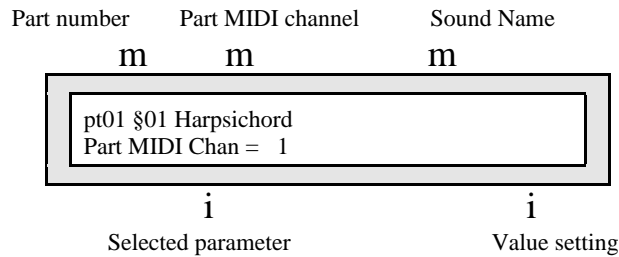 Part number Part MIDI channel Sound Name
m m m
pt01 §01 Harpsichord
Part MIDI Chan = 1
i i
Selected parameter Value setting